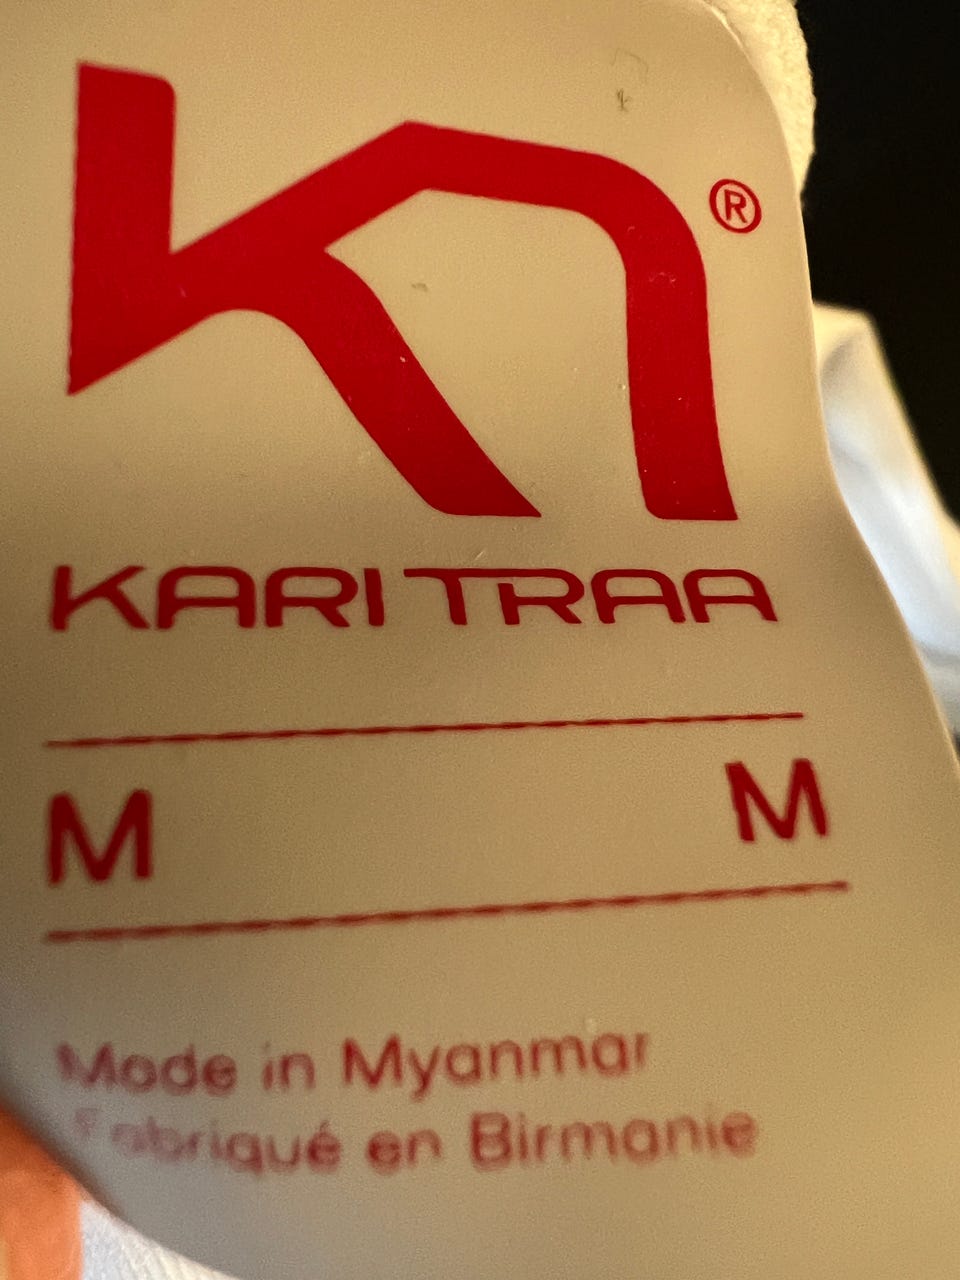 ®
KARI TRAA
M M
Made in Myanmar
Fabriqué en Birmanie